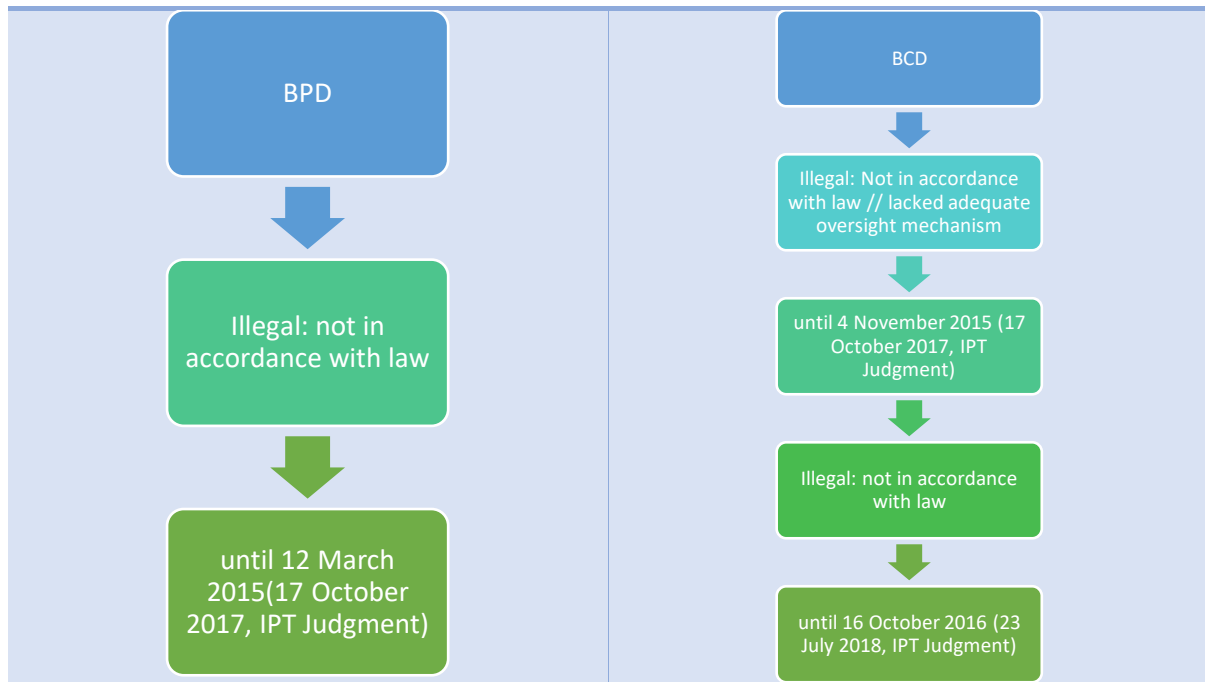 BPD
Illegal: not in
accordance with law
until 12 March
2015(17 October
2017, IPT Judgment)
BCD
Illegal: Not in accordance
with law // lacked adequate
oversight mechanism
until 4 November 2015 (17
October 2017, IPT
Judgment)
Illegal: not in accordance
with law
until 16 October 2016 (23
July 2018, IPT Judgment)